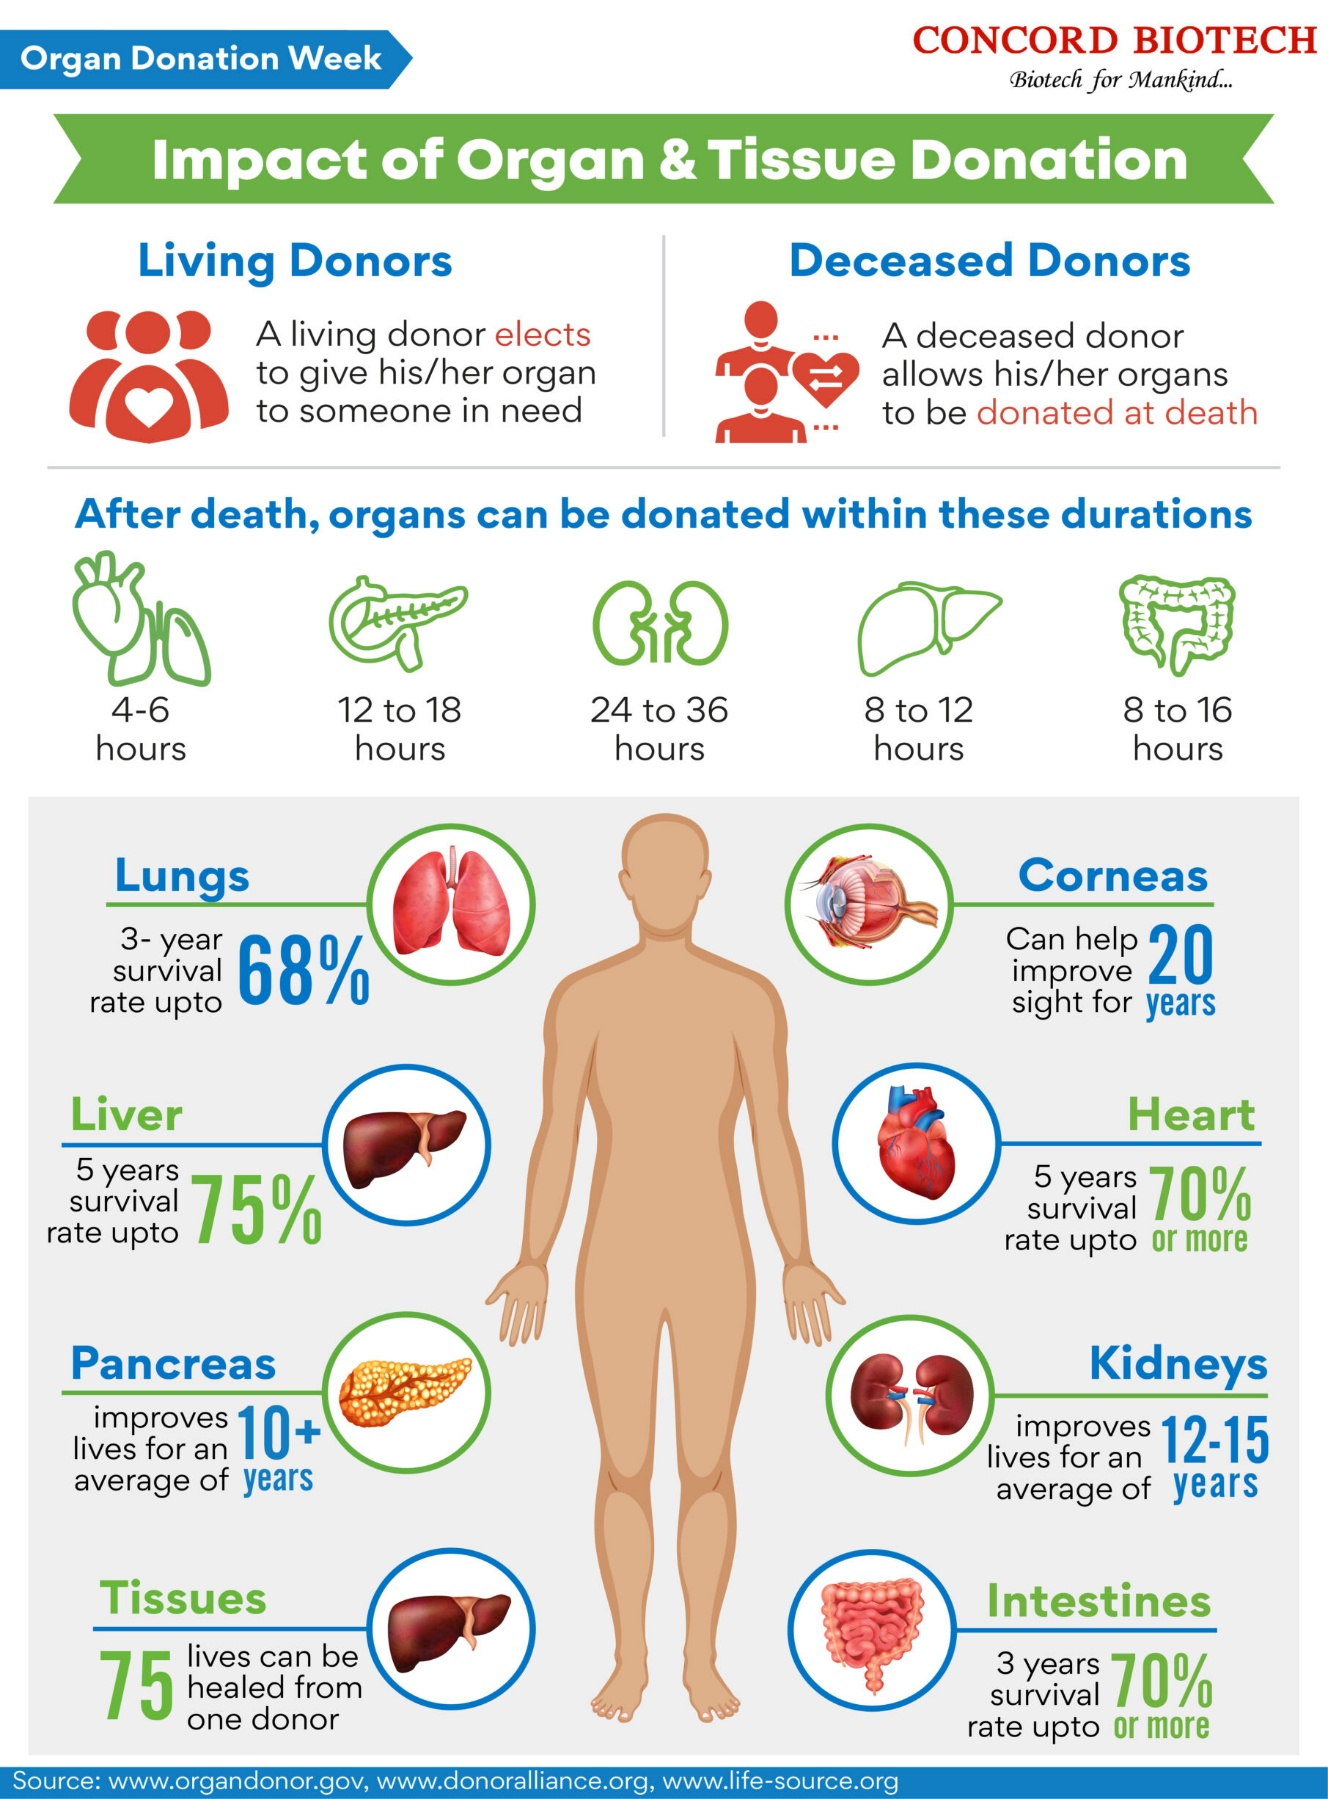 Organ Donation Week
CONCORD BIOTECH
Biotech for Mankind...
Impact of Organ & Tissue Donation
Living Donors
A living donor elects
to give his/her organ
to someone in need
Deceased Donors
A deceased donor
allows his/her organs
to be donated at death
After death, organs can be donated within these durations
4-6
hours
12 to 18
hours
24 to 36
hours
8 to 12
hours
8 to 16
hours
Lungs
3- year
survival
rate upto
68%
Corneas
Can help
improve
sight for
20
years
Liver
5 years
survival
rate upto
75%
Heart
5 years
survival
rate upto
70%
or more
Pancreas
improves
lives for an
average of
10+
years
Kidneys
improves
lives for an
average of
12-15
years
Tissues
75
lives can be
healed from
one donor
Intestines
3 years
survival
rate upto
70%
or more
Source: www.organdonor.gov, www.donoralliance.org, www.life-source.org